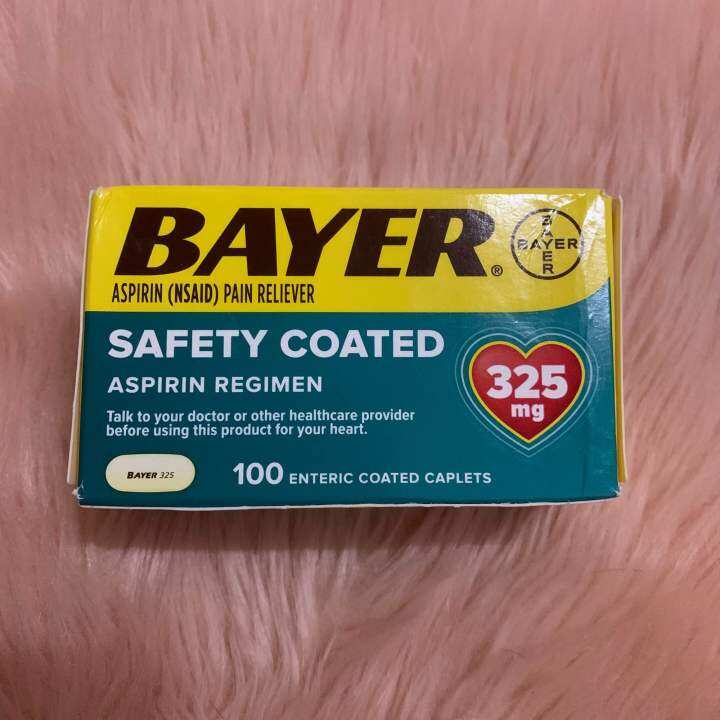 BAYER®
BAYER
BAYER
ASPIRIN (NSAID) PAIN RELIEVER
SAFETY COATED
ASPIRIN REGIMEN
325
mg
Talk to your doctor or other healthcare provider
before using this product for your heart.
BAYER 325
100 ENTERIC COATED CAPLETS